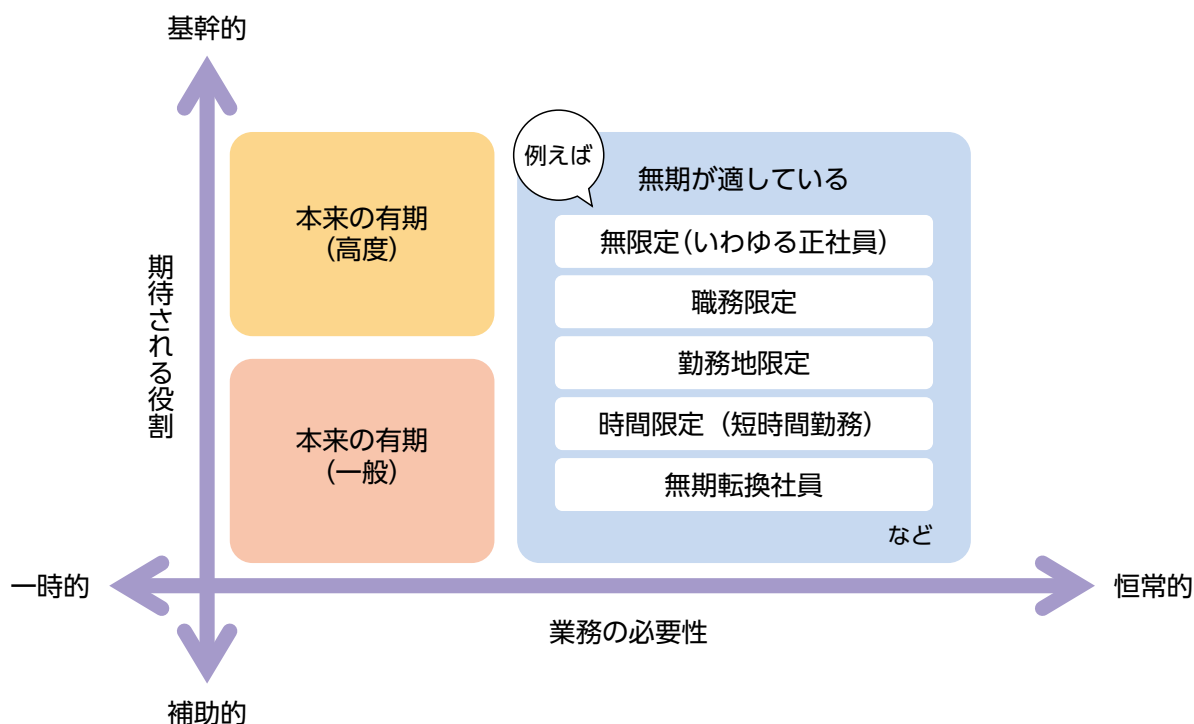 基幹的
例えば
無期が適している
本来の有期
（高度）
無限定（いわゆる正社員）
職務限定
期待される役割
勤務地限定
時間限定（短時間勤務）
本来の有期
（一般）
無期転換社員
など
一時的
恒常的
業務の必要性
補助的